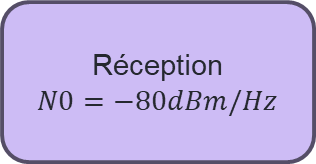 Réception
N0 = −80dBm/Hz